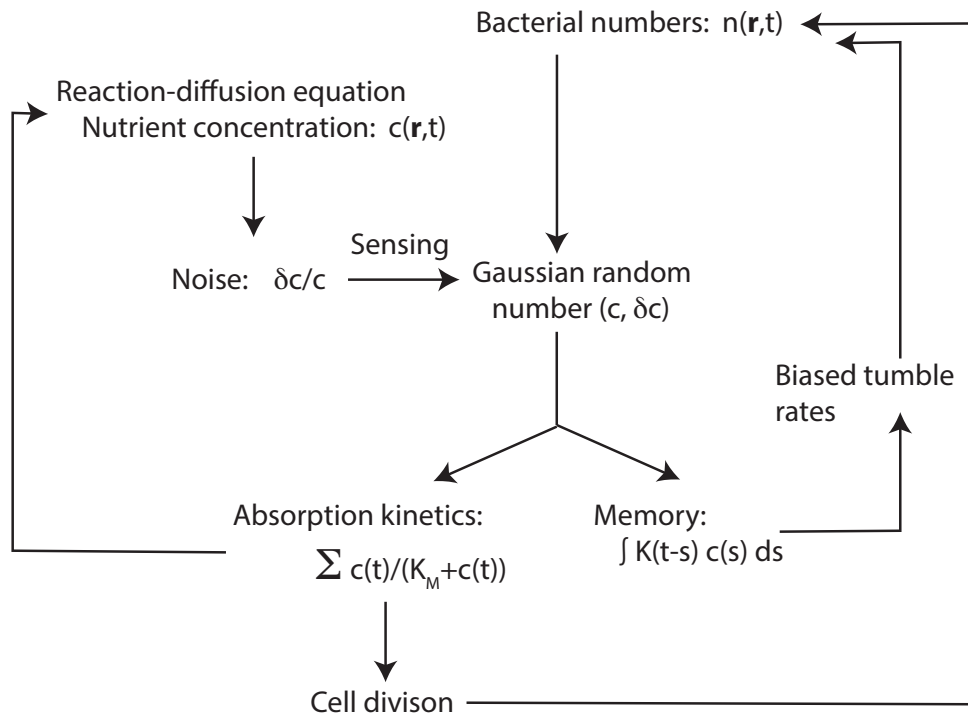 Bacterial numbers: n(r,t)
Reaction-diffusion equation
Nutrient concentration: c(r,t)
Sensing
Noise: δc/c
Gaussian random
number (c, δc)
Biased tumble
rates
Absorption kinetics:
Σ c(t)/(K_M+c(t))
Memory:
∫ K(t-s) c(s) ds
Cell divison